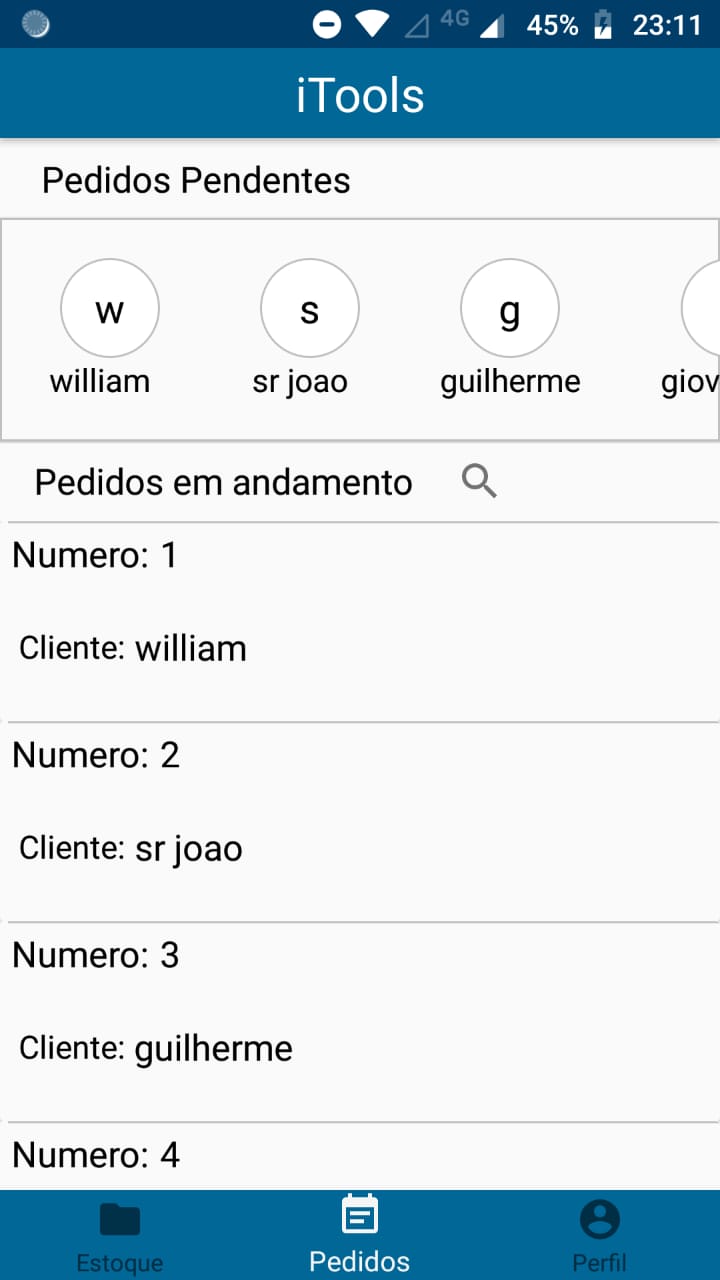 4G 45% 23:11
iTools
Pedidos Pendentes
w s g
william sr joao guilherme giov
Pedidos em andamento
Numero: 1
Cliente: william
Numero: 2
Cliente: sr joao
Numero: 3
Cliente: guilherme
Numero: 4
Estoque Pedidos Perfil